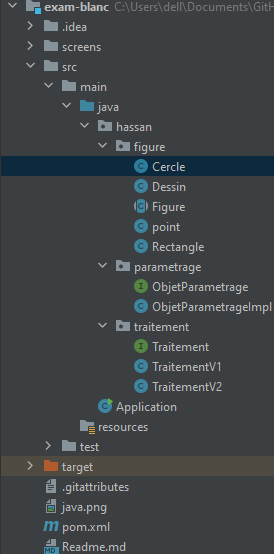 exam-blanc C:\Users\dell\Documents\GitH
.idea
screens
src
main
java
hassan
figure
Cercle
Dessin
Figure
point
Rectangle
parametrage
ObjetParametrage
ObjetParametrageImpl
traitement
Traitement
TraitementV1
TraitementV2
Application
resources
test
target
.gitattributes
java.png
pom.xml
Readme.md